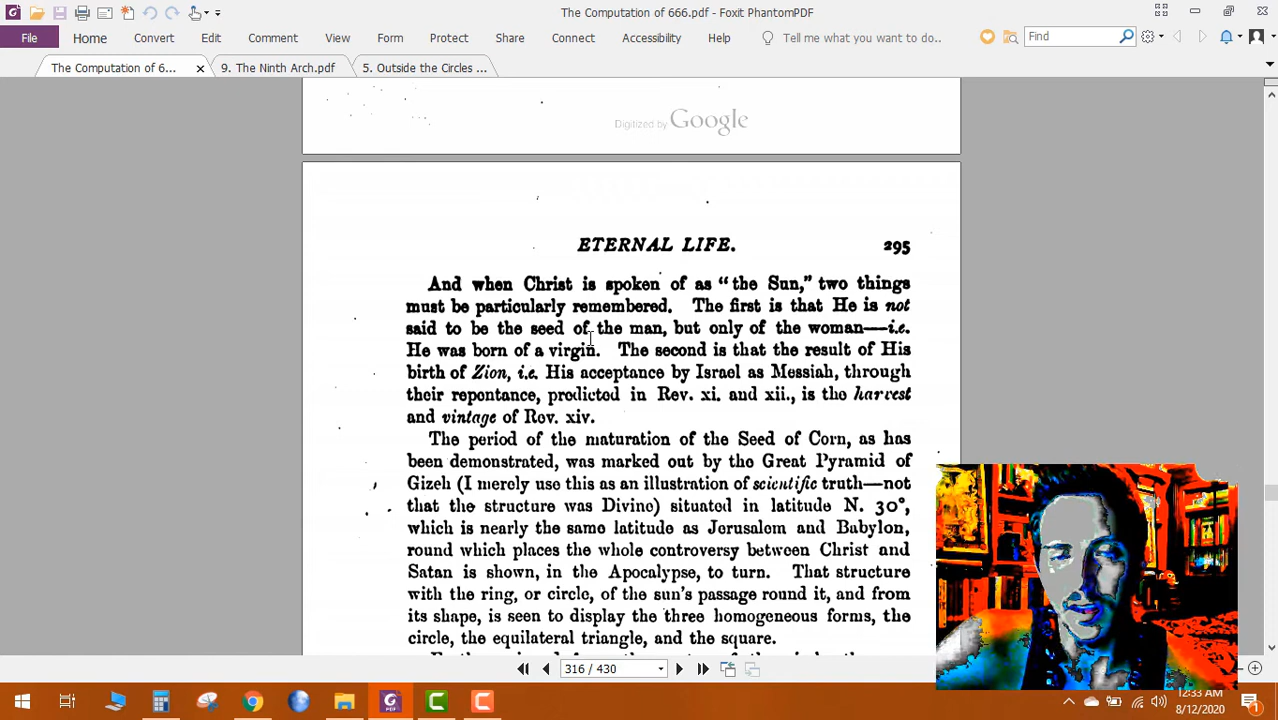 The Computation of 666.pdf - Foxit PhantomPDF
File Home Convert Edit Comment View Form Protect Share Connect Accessibility Help Tell me what you want to do.. Find
The Computation of 6... 9. The Ninth Arch.pdf 5. Outside the Circles ...
Digitized by Google
ETERNAL LIFE. 295
And when Christ is spoken of as "the Sun," two things
must be particularly remembered. The first is that He is not
said to be the seed of the man, but only of the woman—i.e.
He was born of a virgin. The second is that the result of His
birth of Zion, i.e. His acceptance by Israel as Messiah, through
their repentance, predicted in Rev. xi. and xii., is the harvest
and vintage of Rev. xiv.
The period of the maturation of the Seed of Corn, as has
been demonstrated, was marked out by the Great Pyramid of
Gizeh (I merely use this as an illustration of scientific truth—not
that the structure was Divine) situated in latitude N. 30°,
which is nearly the same latitude as Jerusalem and Babylon,
round which places the whole controversy between Christ and
Satan is shown, in the Apocalypse, to turn. That structure
with the ring, or circle, of the sun's passage round it, and from
its shape, is seen to display the three homogeneous forms, the
circle, the equilateral triangle, and the square.
316 / 430
12:33 AM
8/12/2020